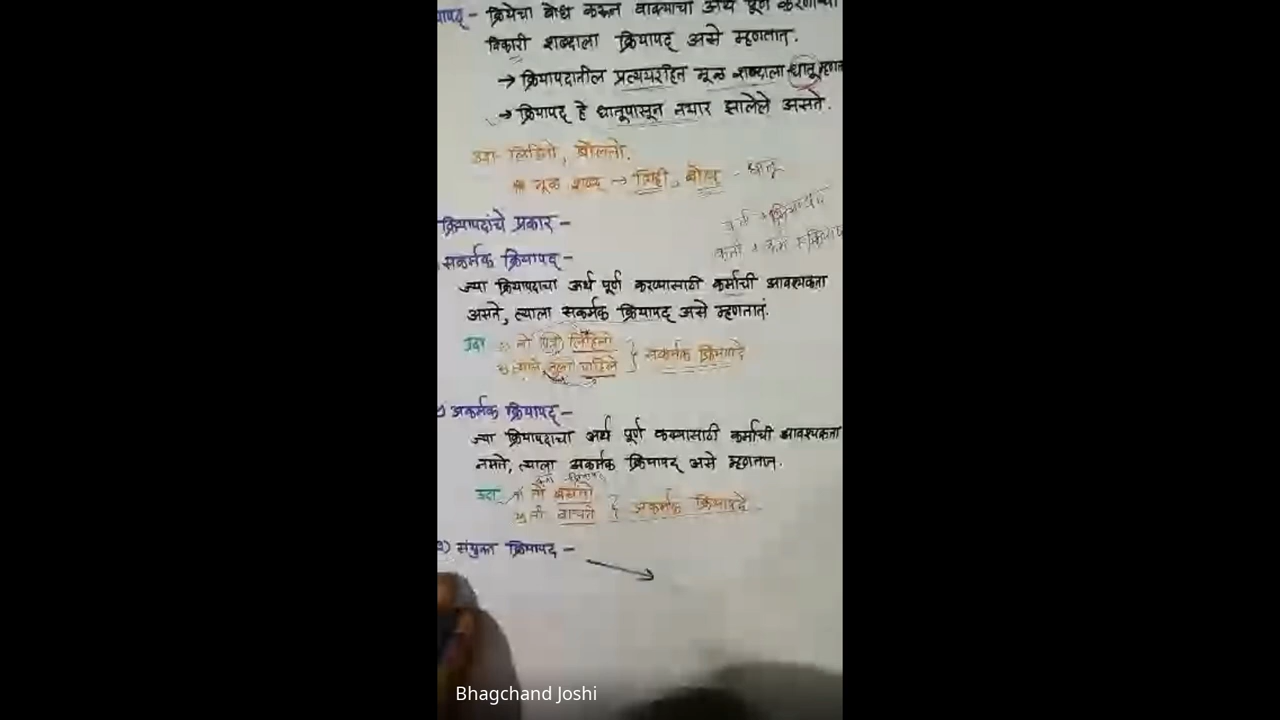 क्रियेचा बोध करून वाक्याचा अर्थ पूर्ण करणाऱ्या
विकारी शब्दाला क्रियापद असे म्हणतात.
→ क्रियापदातील प्रत्ययरहित मूळ शब्दाला धातू म्हणत
→ क्रियापद हे धातूपासून तयार झालेले असते.
उदा- लिहितो, बोलतो.
मूळ शब्द → लिही, बोल - धातू
क्रियापदांचे प्रकार -
सकर्मक क्रियापद -
ज्या क्रियापदाचा अर्थ पूर्ण करण्यासाठी कर्माची आवश्यकता
असते, त्याला सकर्मक क्रियापद असे म्हणतात.
उदा तो पत्र लिहितो
त्याने तुला पाहिले } सकर्मक क्रियापदे
अकर्मक क्रियापद -
ज्या क्रियापदाचा अर्थ पूर्ण करण्यासाठी कर्माची आवश्यकता
नसते, त्याला अकर्मक क्रियापद असे म्हणतात.
उदा तो बसतो
ती नाचते } अकर्मक क्रियापदे
३) संयुक्त क्रियापद -
Bhagchand Joshi